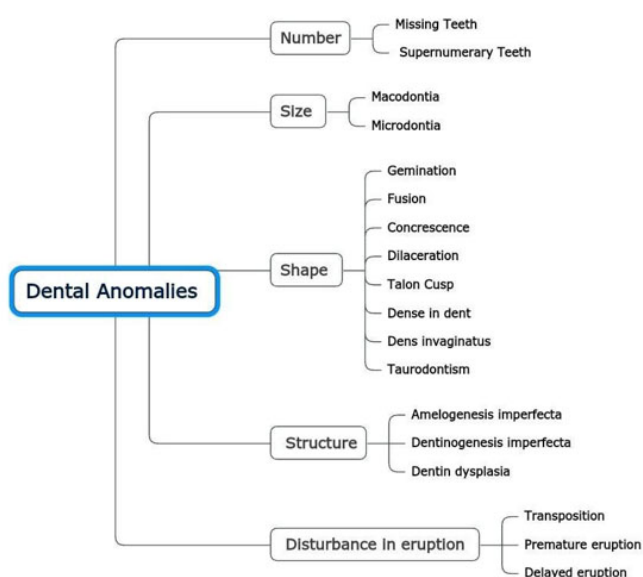 Dental Anomalies
Number
Missing Teeth
Supernumerary Teeth
Size
Macodontia
Microdontia
Shape
Gemination
Fusion
Concrescence
Dilaceration
Talon Cusp
Dense in dent
Dens invaginatus
Taurodontism
Structure
Amelogenesis imperfecta
Dentinogenesis imperfecta
Dentin dysplasia
Disturbance in eruption
Transposition
Premature eruption
Delayed eruption